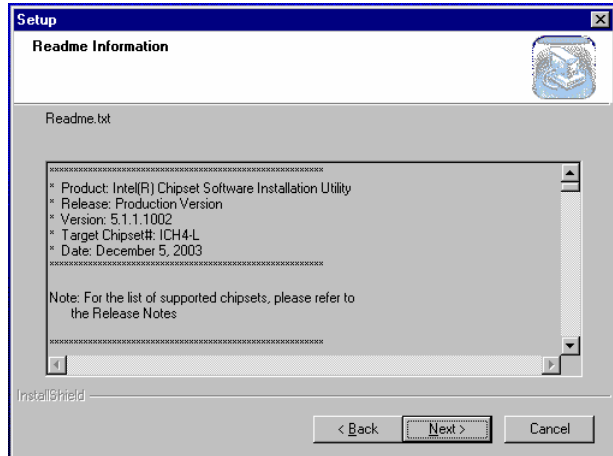 Setup
Readme Information
Readme.txt
************************************************************
* Product: Intel(R) Chipset Software Installation Utility
* Release: Production Version
* Version: 5.1.1.1002
* Target Chipset#: ICH4-L
* Date: December 5, 2003
************************************************************
Note: For the list of supported chipsets, please refer to
the Release Notes
************************************************************
InstallShield
< Back Next > Cancel